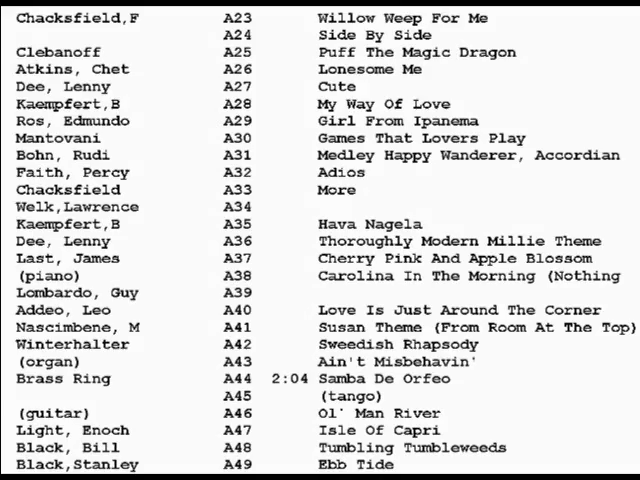 Chacksfield,F A23 Willow Weep For Me
A24 Side By Side
Clebanoff A25 Puff The Magic Dragon
Atkins, Chet A26 Lonesome Me
Dee, Lenny A27 Cute
Kaempfert,B A28 My Way Of Love
Ros, Edmundo A29 Girl From Ipanema
Mantovani A30 Games That Lovers Play
Bohn, Rudi A31 Medley Happy Wanderer, Accordian
Faith, Percy A32 Adios
Chacksfield A33 More
Welk,Lawrence A34
Kaempfert,B A35 Hava Nagela
Dee, Lenny A36 Thoroughly Modern Millie Theme
Last, James A37 Cherry Pink And Apple Blossom
(piano) A38 Carolina In The Morning (Nothing
Lombardo, Guy A39
Addeo, Leo A40 Love Is Just Around The Corner
Nascimbene, M A41 Susan Theme (From Room At The Top)
Winterhalter A42 Sweedish Rhapsody
(organ) A43 Ain't Misbehavin'
Brass Ring A44 2:04 Samba De Orfeo
A45 (tango)
(guitar) A46 Ol' Man River
Light, Enoch A47 Isle Of Capri
Black, Bill A48 Tumbling Tumbleweeds
Black,Stanley A49 Ebb Tide